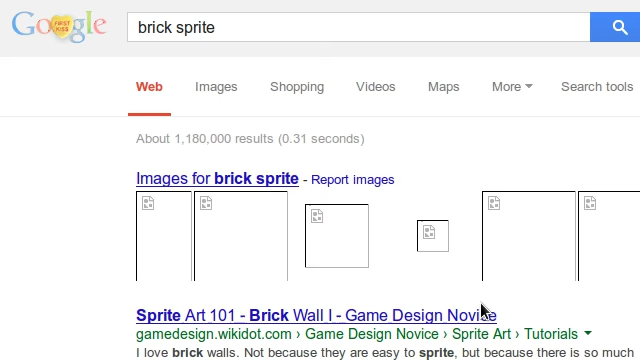 Google
FIRST KISS
brick sprite
Web Images Shopping Videos Maps More Search tools
About 1,180,000 results (0.31 seconds)
Images for brick sprite - Report images
Sprite Art 101 - Brick Wall I - Game Design Novice
gamedesign.wikidot.com › Game Design Novice › Sprite Art › Tutorials
I love brick walls. Not because they are easy to sprite, but because there is so much